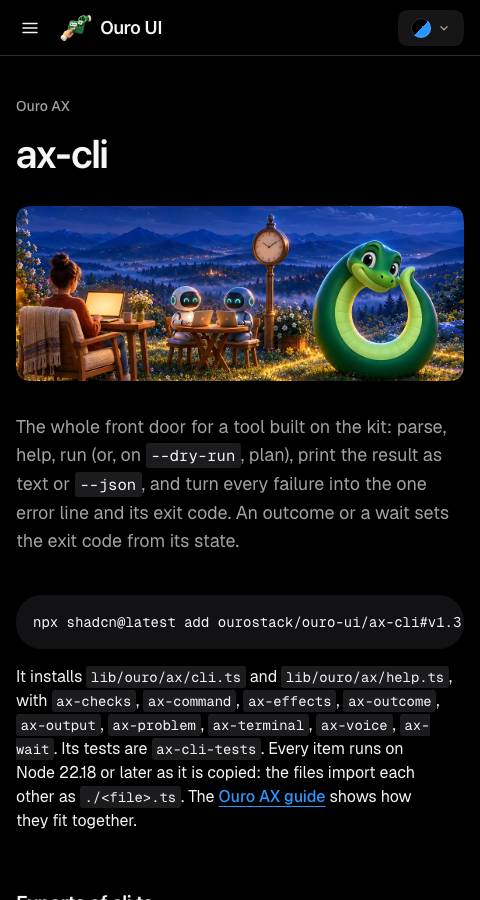 Ouro UI
Ouro AX
ax-cli
The whole front door for a tool built on the kit: parse,
help, run (or, on --dry-run, plan), print the result as
text or --json, and turn every failure into the one
error line and its exit code. An outcome or a wait sets
the exit code from its state.
npx shadcn@latest add ourostack/ouro-ui/ax-cli#v1.3
It installs lib/ouro/ax/cli.ts and lib/ouro/ax/help.ts,
with ax-checks, ax-command, ax-effects, ax-outcome,
ax-output, ax-problem, ax-terminal, ax-voice, ax-
wait. Its tests are ax-cli-tests. Every item runs on
Node 22.18 or later as it is copied: the files import each
other as ./<file>.ts. The Ouro AX guide shows how
they fit together.
Exports of cli.ts